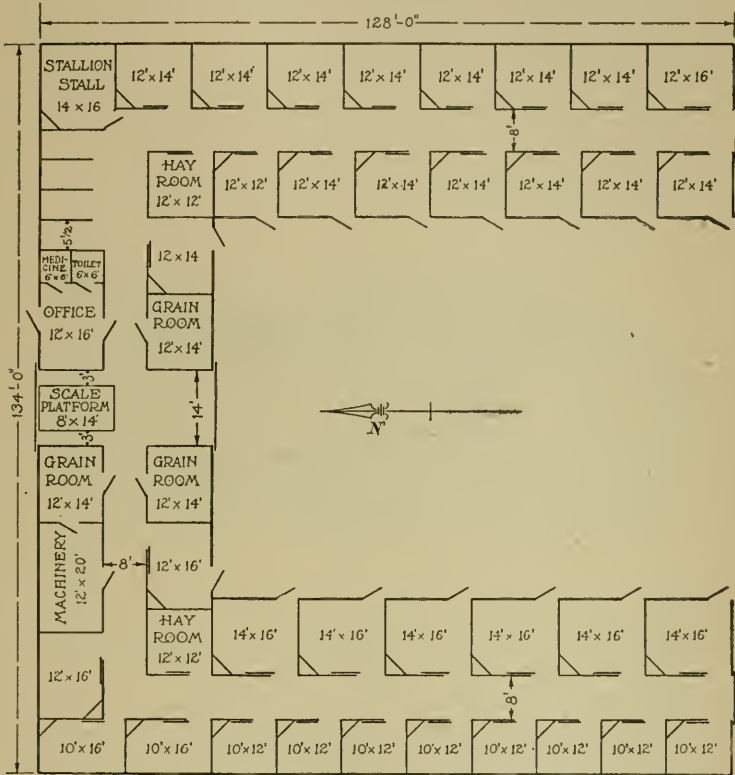 128'-0"
STALLION
STALL
14 x 16
12'x 14'
12'x 14'
12'x 14'
12'x 14'
12'x 14'
12'x 14'
12'x 14'
12'x 16'
8'
HAY
ROOM
12'x 12'
12'x 12'
12'x 14'
12'x 14'
12'x 14'
12'x 14'
12'x 14'
12'x 14'
5½
MEDI-
CINE
6'x 6'
TOILET
6'x 6'
12 x 14
OFFICE
12'x 16'
GRAIN
ROOM
12'x 14'
134'-0"
3'
SCALE
PLATFORM
8'x 14'
3'
14'
N
GRAIN
ROOM
12'x 14'
GRAIN
ROOM
12'x 14'
MACHINERY
12'x 20'
8'
12'x 16'
HAY
ROOM
12'x 12'
14'x 16'
14'x 16'
14'x 16'
14'x 16'
14'x 16'
14'x 16'
12'x 16'
8'
10'x 16'
10'x 16'
10'x 12'
10'x 12'
10'x 12'
10'x 12'
10'x 12'
10'x 12'
10'x 12'
10'x 12'